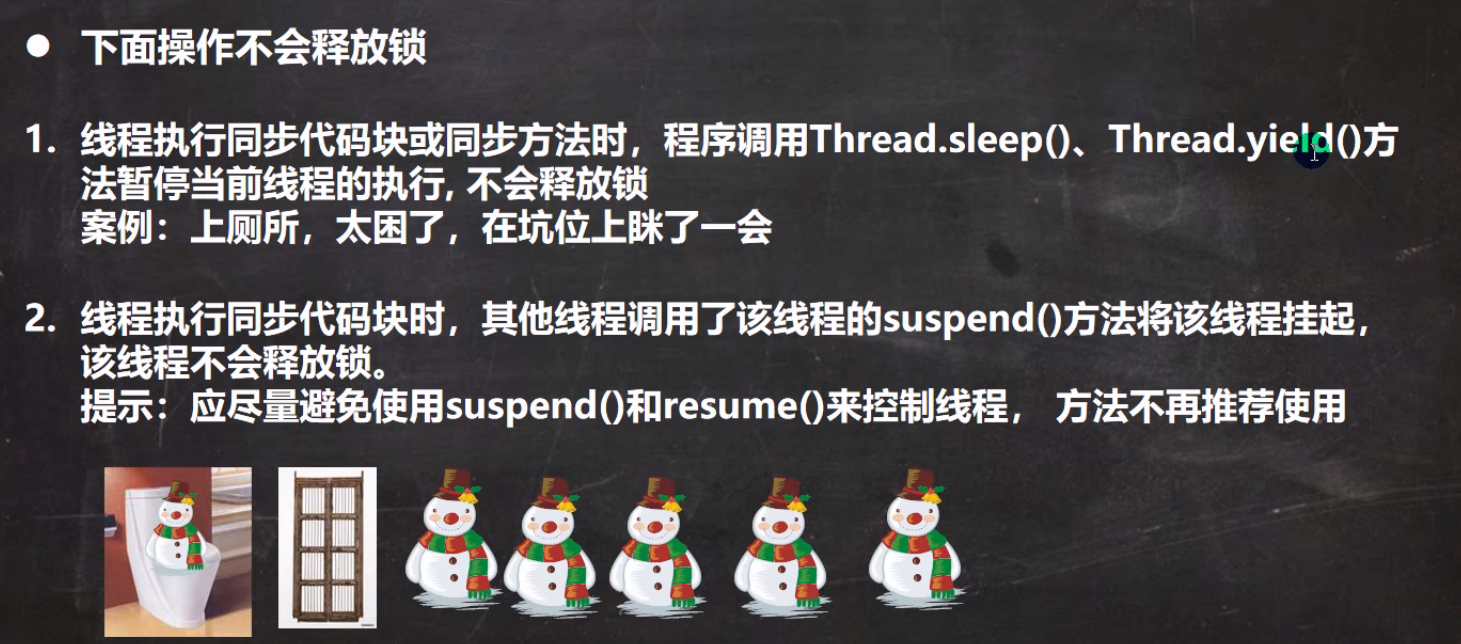 ● 下面操作不会释放锁
1. 线程执行同步代码块或同步方法时，程序调用Thread.sleep()、Thread.yield()方
法暂停当前线程的执行, 不会释放锁
案例：上厕所，太困了，在坑位上眯了一会
2. 线程执行同步代码块时，其他线程调用了该线程的suspend()方法将该线程挂起，
该线程不会释放锁。
提示：应尽量避免使用suspend()和resume()来控制线程， 方法不再推荐使用